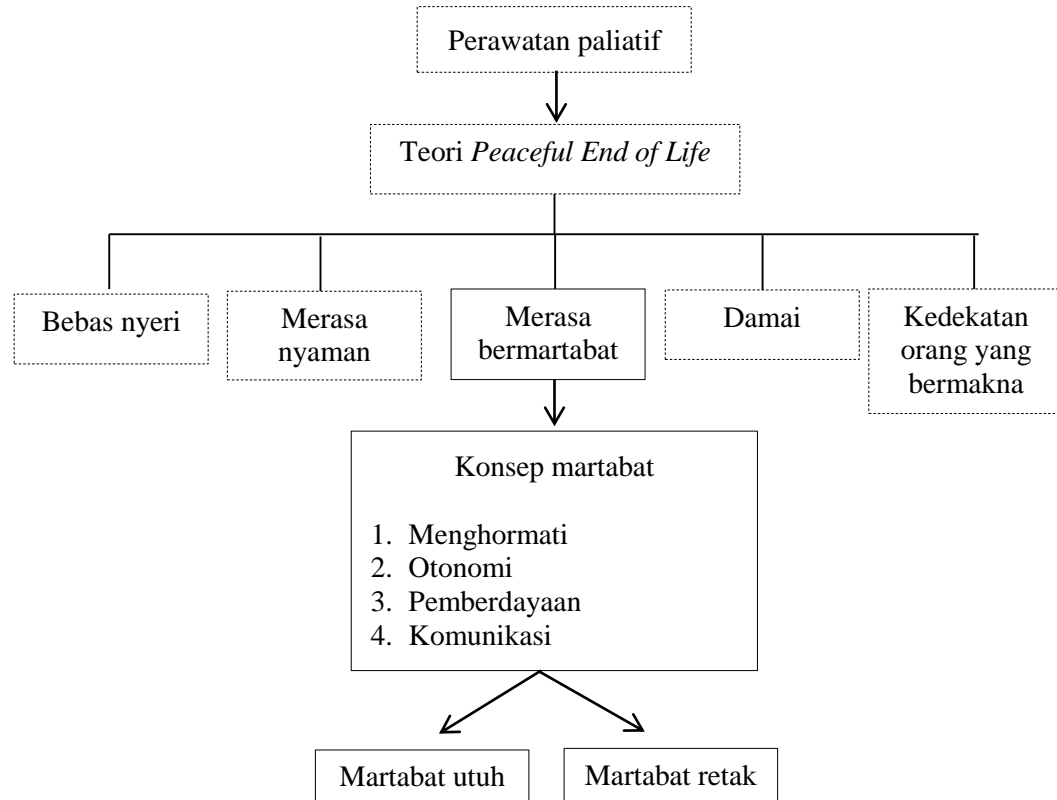 Perawatan paliatif
Teori Peaceful End of Life
Bebas nyeri
Merasa
nyaman
Merasa
bermartabat
Damai
Kedekatan
orang yang
bermakna
Konsep martabat
1. Menghormati
2. Otonomi
3. Pemberdayaan
4. Komunikasi
Martabat utuh
Martabat retak